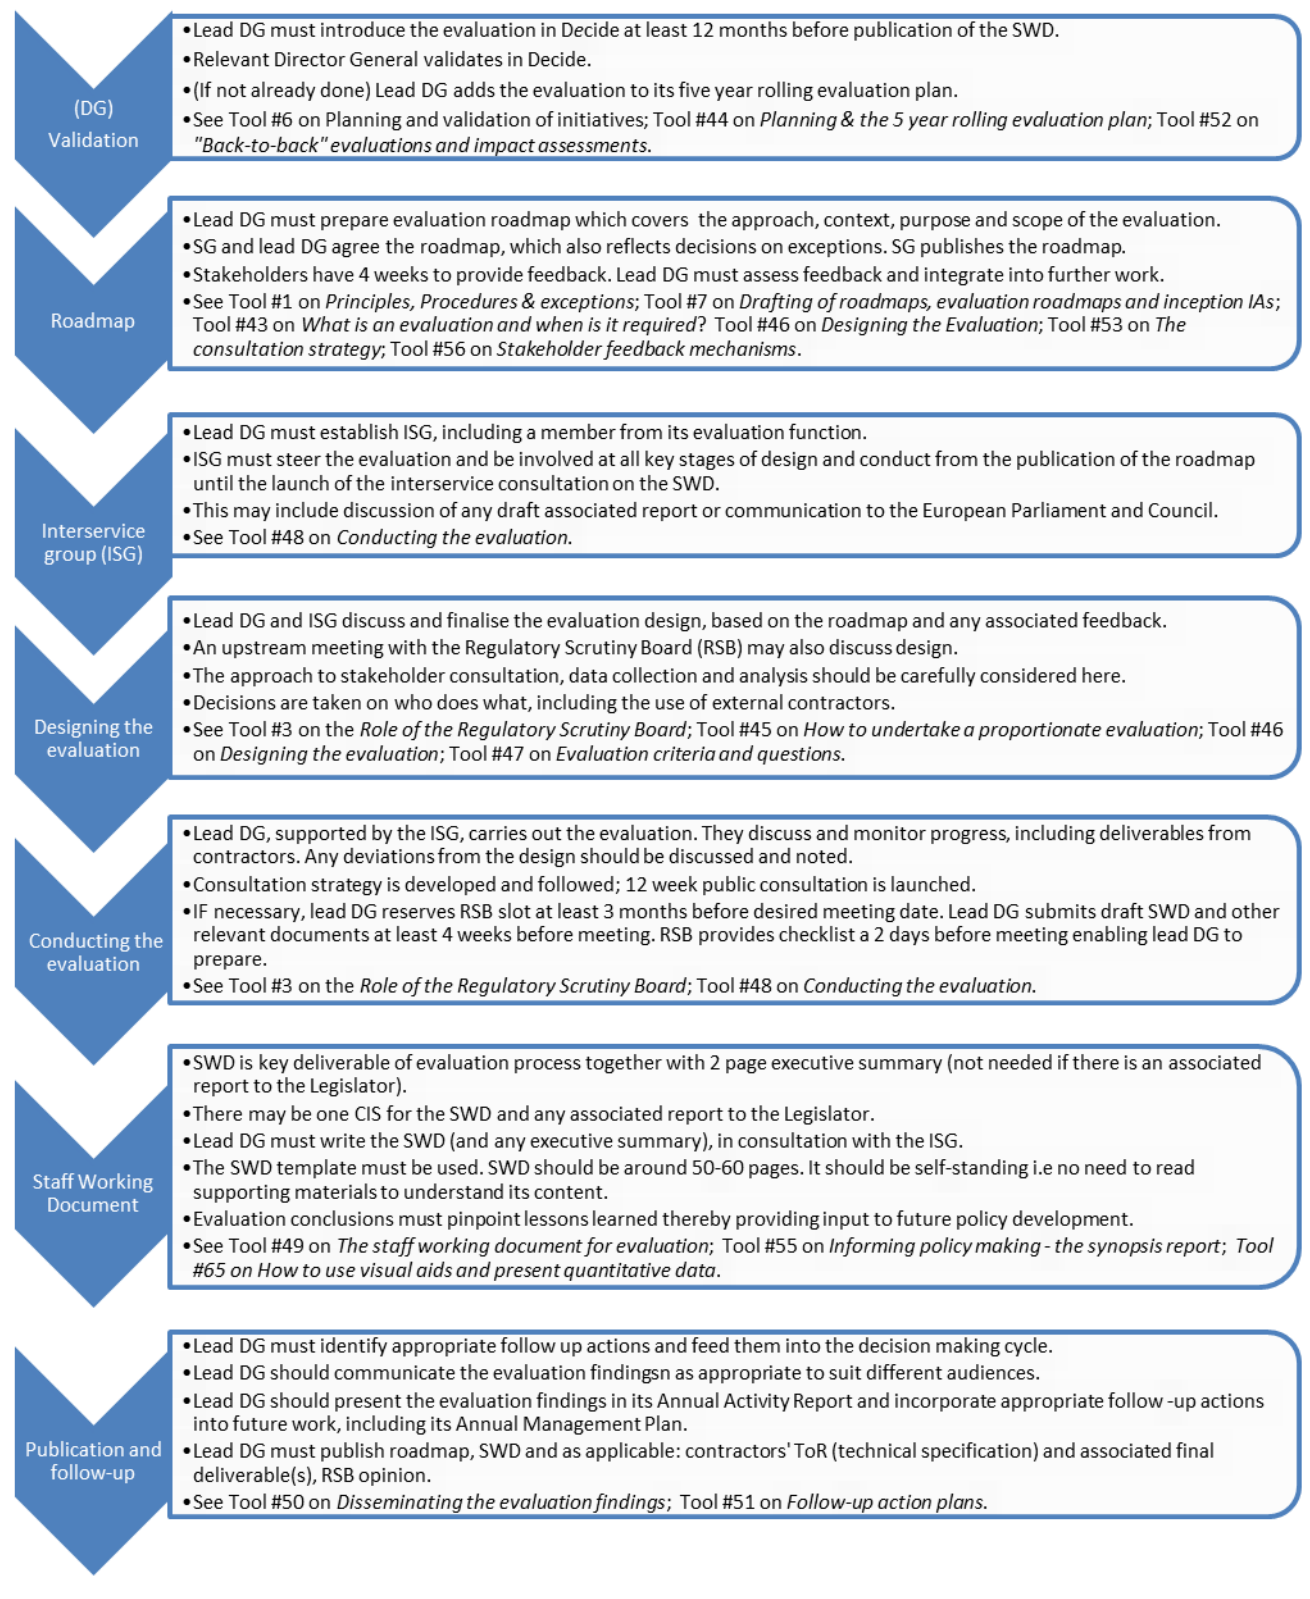 (DG)
Validation
•Lead DG must introduce the evaluation in Decide at least 12 months before publication of the SWD.
•Relevant Director General validates in Decide.
•(If not already done) Lead DG adds the evaluation to its five year rolling evaluation plan.
•See Tool #6 on Planning and validation of initiatives; Tool #44 on Planning & the 5 year rolling evaluation plan; Tool #52 on
"Back-to-back" evaluations and impact assessments.
Roadmap
•Lead DG must prepare evaluation roadmap which covers the approach, context, purpose and scope of the evaluation.
•SG and lead DG agree the roadmap, which also reflects decisions on exceptions. SG publishes the roadmap.
•Stakeholders have 4 weeks to provide feedback. Lead DG must assess feedback and integrate into further work.
•See Tool #1 on Principles, Procedures & exceptions; Tool #7 on Drafting of roadmaps, evaluation roadmaps and inception IAs;
Tool #43 on What is an evaluation and when is it required? Tool #46 on Designing the Evaluation; Tool #53 on The
consultation strategy; Tool #56 on Stakeholder feedback mechanisms.
Interservice
group (ISG)
•Lead DG must establish ISG, including a member from its evaluation function.
•ISG must steer the evaluation and be involved at all key stages of design and conduct from the publication of the roadmap
until the launch of the interservice consultation on the SWD.
•This may include discussion of any draft associated report or communication to the European Parliament and Council.
•See Tool #48 on Conducting the evaluation.
Designing the
evaluation
•Lead DG and ISG discuss and finalise the evaluation design, based on the roadmap and any associated feedback.
•An upstream meeting with the Regulatory Scrutiny Board (RSB) may also discuss design.
•The approach to stakeholder consultation, data collection and analysis should be carefully considered here.
•Decisions are taken on who does what, including the use of external contractors.
•See Tool #3 on the Role of the Regulatory Scrutiny Board; Tool #45 on How to undertake a proportionate evaluation; Tool #46
on Designing the evaluation; Tool #47 on Evaluation criteria and questions.
Conducting the
evaluation
•Lead DG, supported by the ISG, carries out the evaluation. They discuss and monitor progress, including deliverables from
contractors. Any deviations from the design should be discussed and noted.
•Consultation strategy is developed and followed; 12 week public consultation is launched.
•IF necessary, lead DG reserves RSB slot at least 3 months before desired meeting date. Lead DG submits draft SWD and other
relevant documents at least 4 weeks before meeting. RSB provides checklist a 2 days before meeting enabling lead DG to
prepare.
•See Tool #3 on the Role of the Regulatory Scrutiny Board; Tool #48 on Conducting the evaluation.
Staff Working
Document
•SWD is key deliverable of evaluation process together with 2 page executive summary (not needed if there is an associated
report to the Legislator).
•There may be one CIS for the SWD and any associated report to the Legislator.
•Lead DG must write the SWD (and any executive summary), in consultation with the ISG.
•The SWD template must be used. SWD should be around 50-60 pages. It should be self-standing i.e no need to read
supporting materials to understand its content.
•Evaluation conclusions must pinpoint lessons learned thereby providing input to future policy development.
•See Tool #49 on The staff working document for evaluation; Tool #55 on Informing policy making - the synopsis report; Tool
#65 on How to use visual aids and present quantitative data.
Publication and
follow-up
•Lead DG must identify appropriate follow up actions and feed them into the decision making cycle.
•Lead DG should communicate the evaluation findingsn as appropriate to suit different audiences.
•Lead DG should present the evaluation findings in its Annual Activity Report and incorporate appropriate follow -up actions
into future work, including its Annual Management Plan.
•Lead DG must publish roadmap, SWD and as applicable: contractors' ToR (technical specification) and associated final
deliverable(s), RSB opinion.
•See Tool #50 on Disseminating the evaluation findings; Tool #51 on Follow-up action plans.